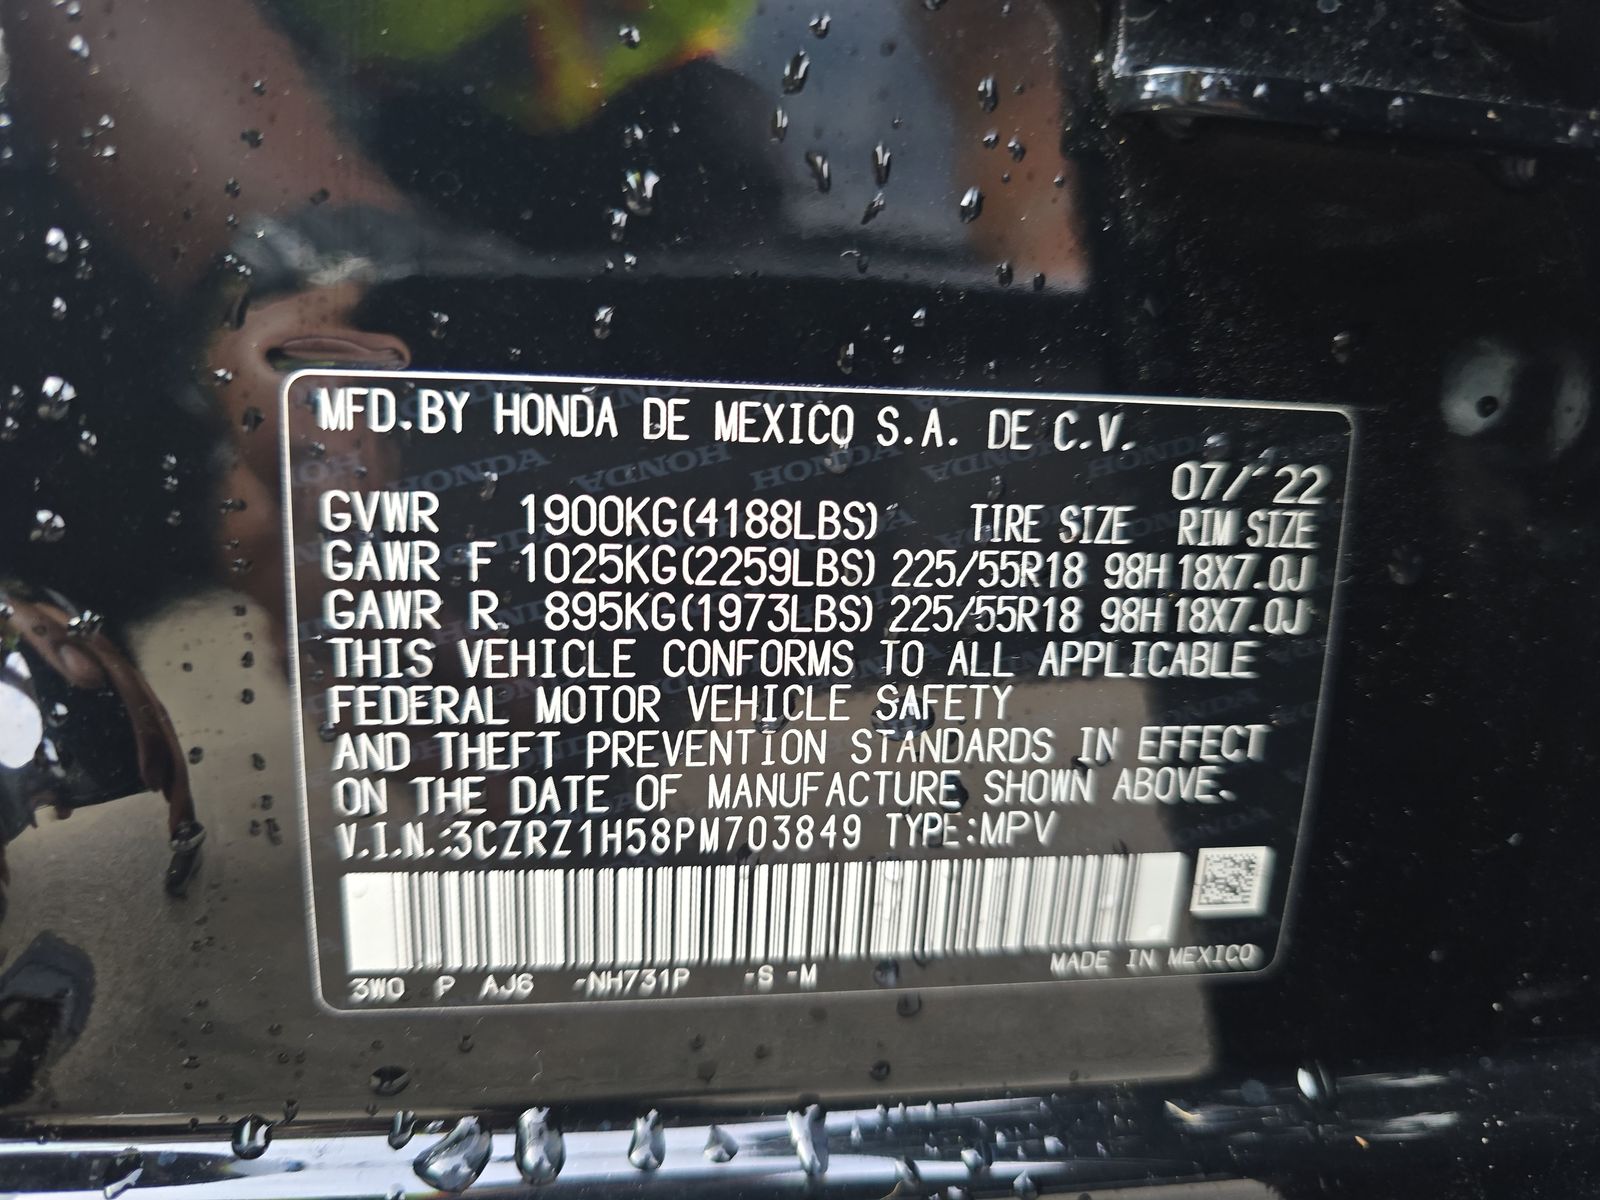 MFD.BY HONDA DE MEXICO S.A. DE C.V.
07/ 22
GVWR 1900KG(4188LBS) TIRE SIZE RIM SIZE
GAWR F 1025KG(2259LBS) 225/55R18 98H 18X7.0J
GAWR R 895KG(1973LBS) 225/55R18 98H 18X7.0J
THIS VEHICLE CONFORMS TO ALL APPLICABLE
FEDERAL MOTOR VEHICLE SAFETY
AND THEFT PREVENTION STANDARDS IN EFFECT
ON THE DATE OF MANUFACTURE SHOWN ABOVE.
V.I.N.:3CZRZ1H58PM703849 TYPE:MPV
3W0 P AJ6 -NH731P -S -M MADE IN MEXICO